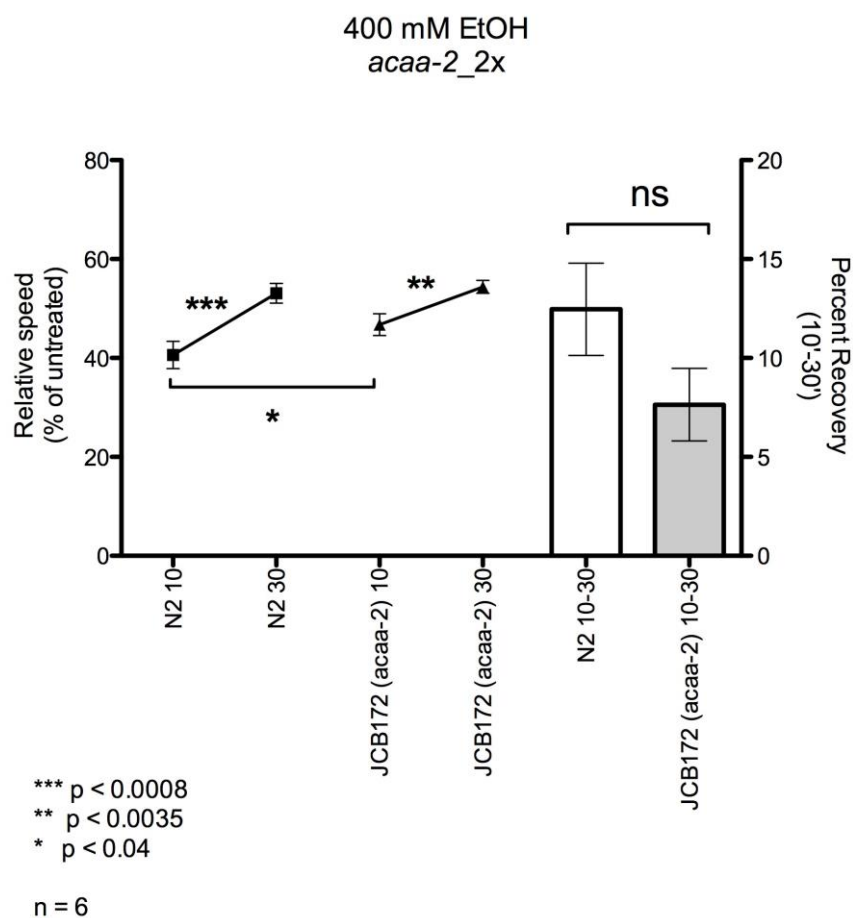 400 mM EtOH
acaa-2_2x
80
60
40
20
0
Relative speed
(% of untreated)
***
*
**
ns
20
15
10
5
0
Percent Recovery
(10'-30')
N2 10
N2 30
JCB172 (acaa-2) 10
JCB172 (acaa-2) 30
N2 10-30
JCB172 (acaa-2) 10-30
*** p < 0.0008
** p < 0.0035
* p < 0.04
n = 6